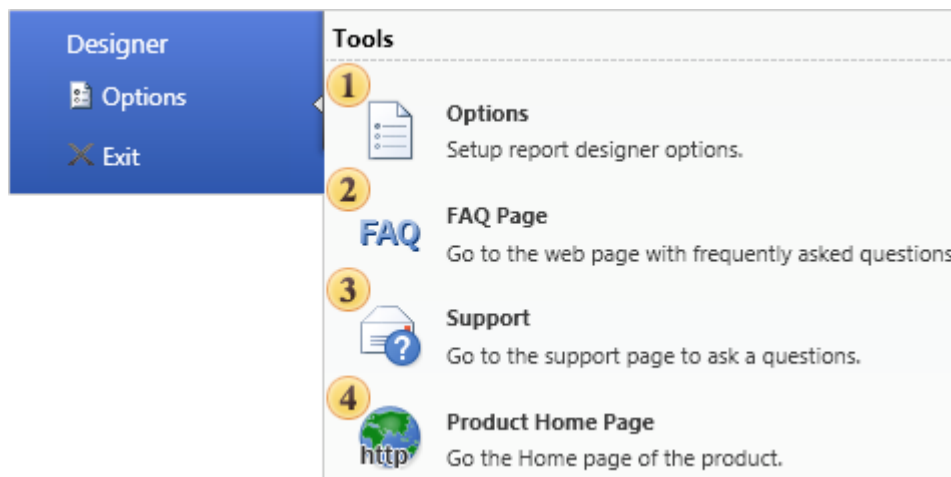 Designer
Options
Exit
Tools
1
Options
Setup report designer options.
2
FAQ
FAQ Page
Go to the web page with frequently asked questions
3
?
Support
Go to the support page to ask a questions.
4
http
Product Home Page
Go the Home page of the product.